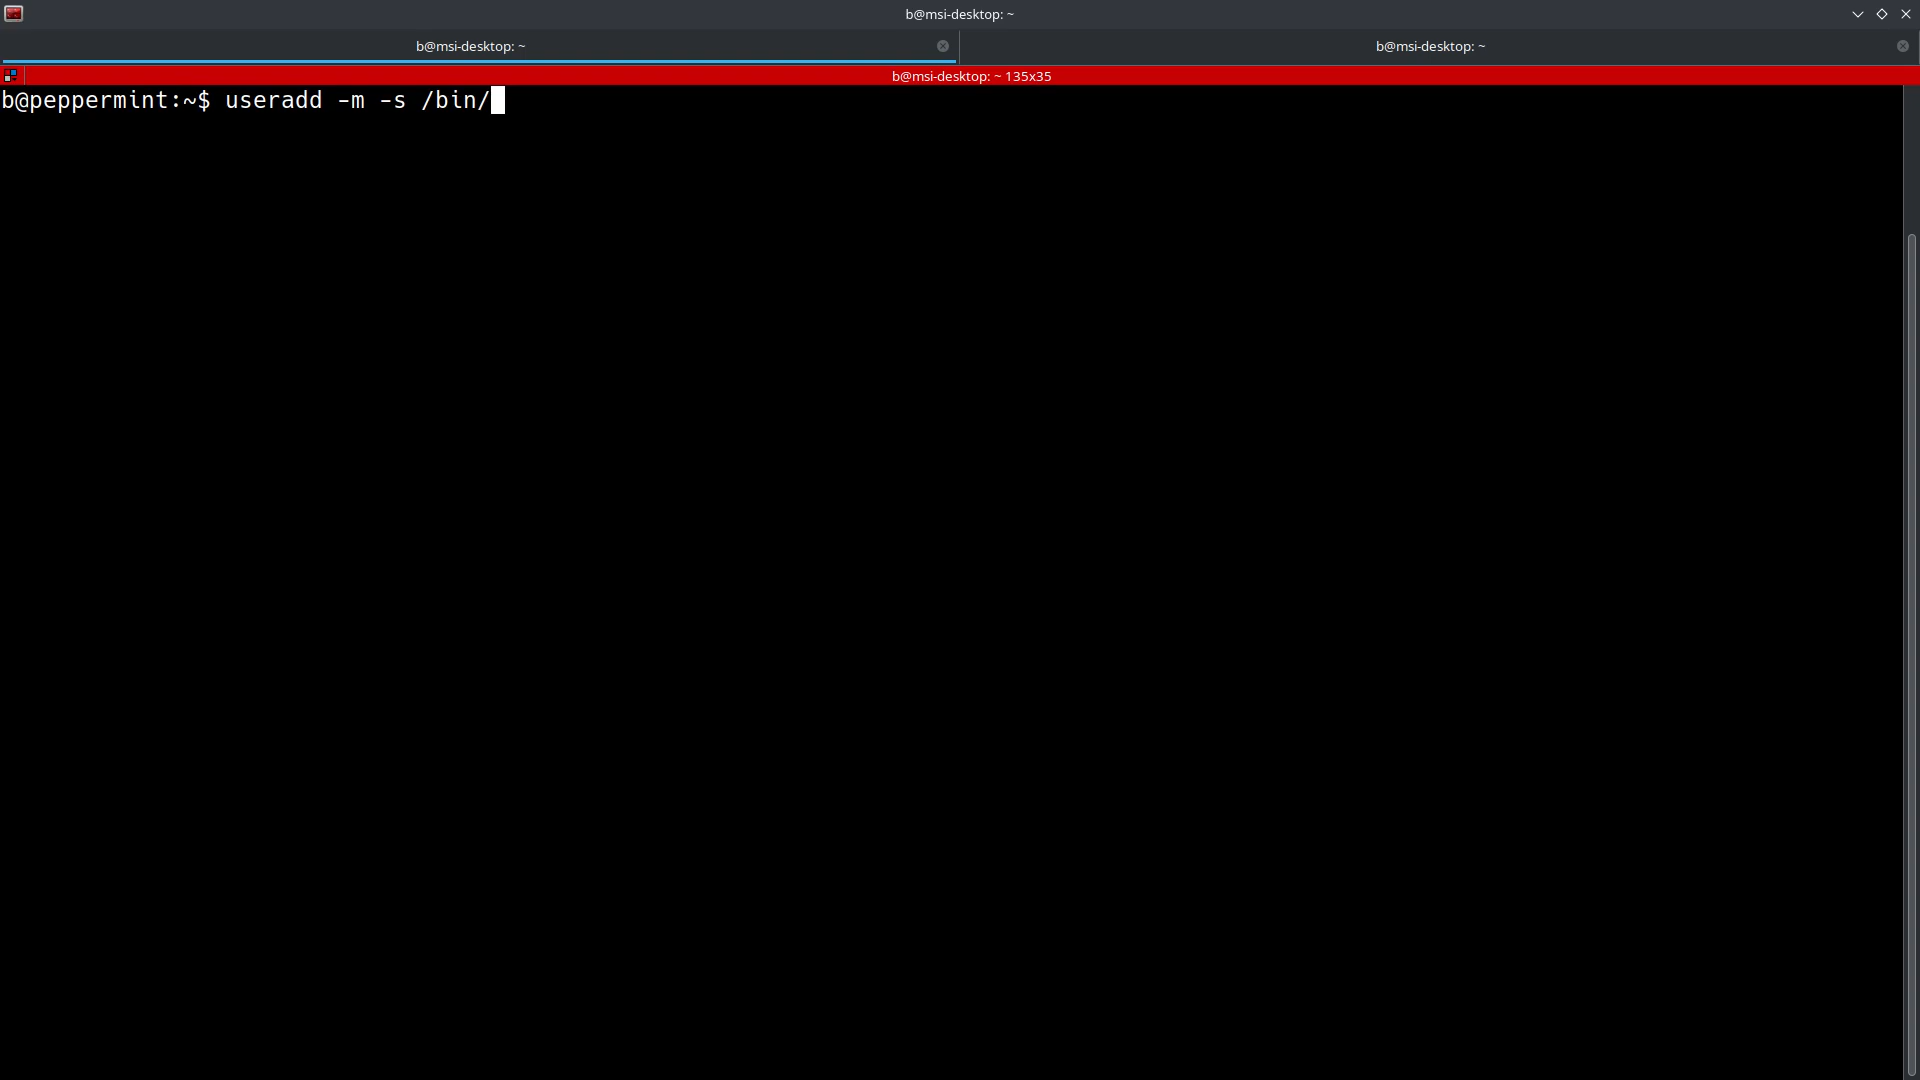 b@msi-desktop: ~
b@msi-desktop: ~
b@msi-desktop: ~
b@msi-desktop: ~ 135x35
b@peppermint:~$ useradd -m -s /bin/